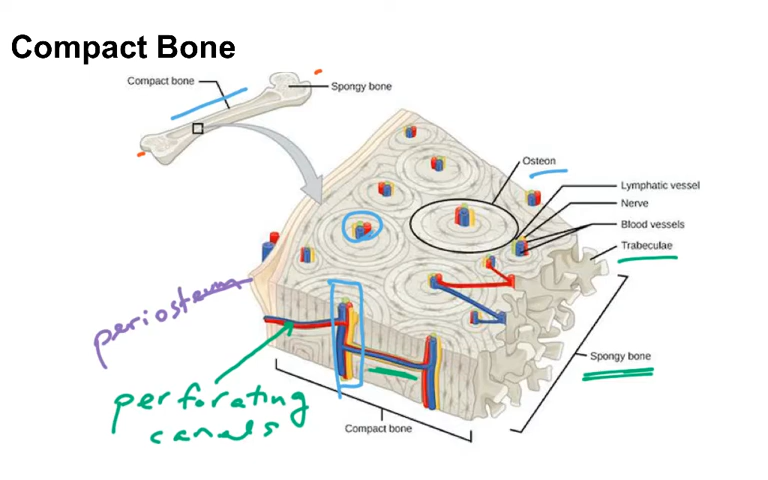 Compact Bone
Compact bone
Spongy bone
Osteon
Lymphatic vessel
Nerve
Blood vessels
Trabeculae
periosteum
Spongy bone
perforating
canals
Compact bone